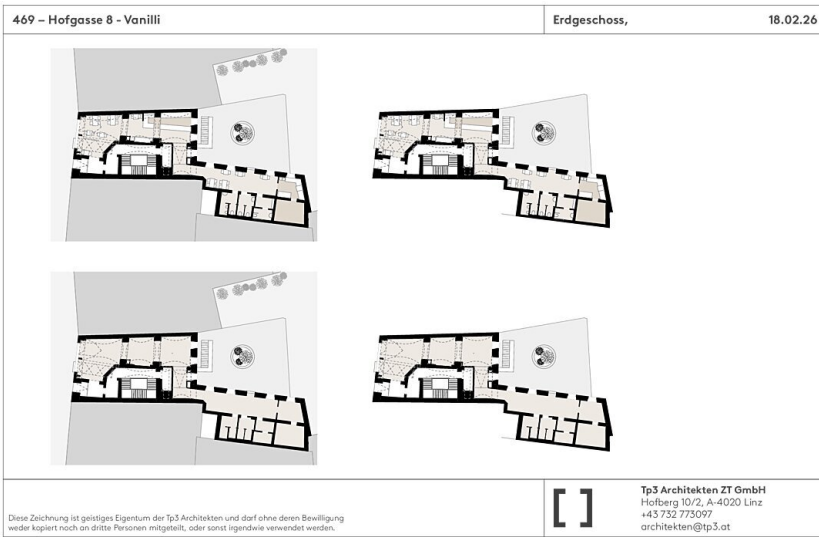 469 – Hofgasse 8 - Vanilli
Erdgeschoss,
18.02.26
Diese Zeichnung ist geistiges Eigentum der Tp3 Architekten und darf ohne deren Bewilligung
weder kopiert noch an dritte Personen mitgeteilt, oder sonst irgendwie verwendet werden.
Tp3 Architekten ZT GmbH
Hofberg 10/2, A-4020 Linz
+43 732 773097
architekten@tp3.at